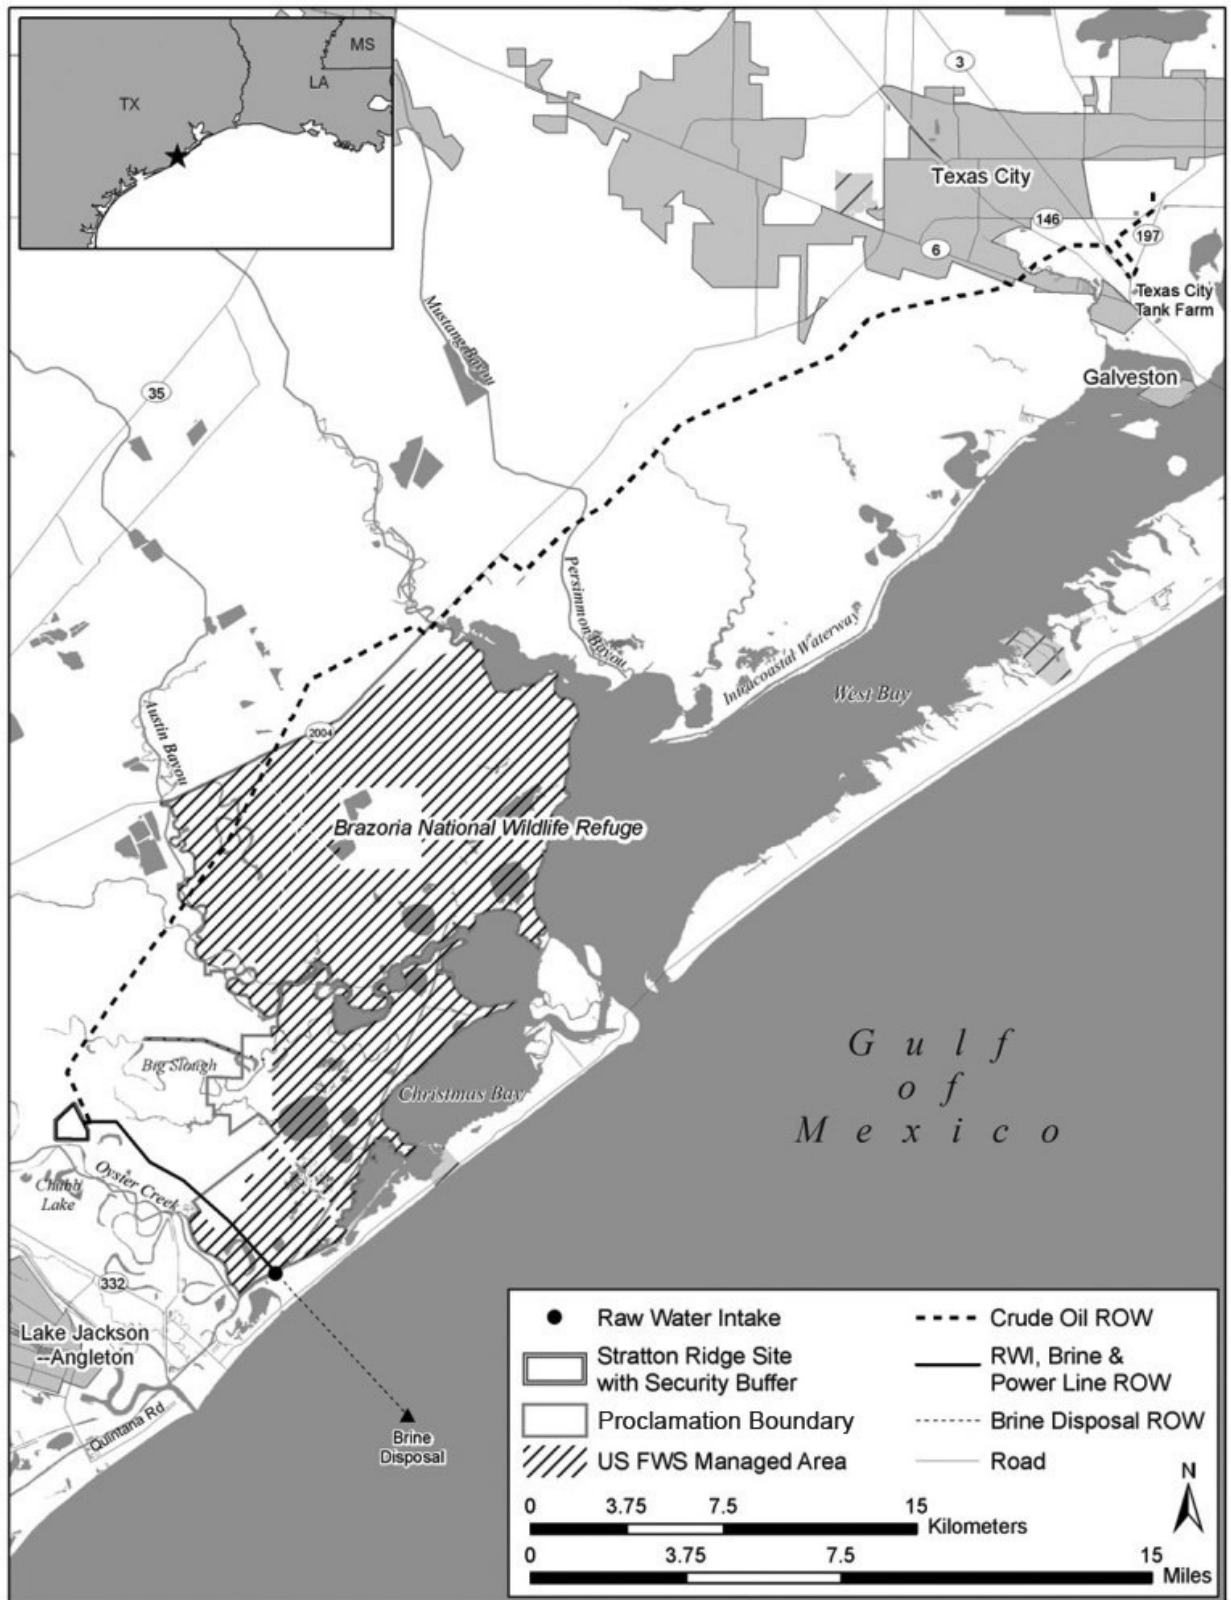 MS
LA
TX
3
Texas City
146
197
6
Texas City
Tank Farm
Mustang Bayou
Galveston
35
Persimmon Bayou
Intracoastal Waterway
West Bay
Austin Bayou
2004
Brazoria National Wildlife Refuge
Gulf
of
Mexico
Big Slough
Christmas Bay
Oyster Creek
Chubb
Lake
332
Lake Jackson
--Angleton
Quintana Rd
Brine
Disposal
Raw Water Intake
Stratton Ridge Site
with Security Buffer
Proclamation Boundary
US FWS Managed Area
Crude Oil ROW
RWI, Brine &
Power Line ROW
Brine Disposal ROW
Road
N
0 3.75 7.5 15
Kilometers
0 3.75 7.5 15
Miles